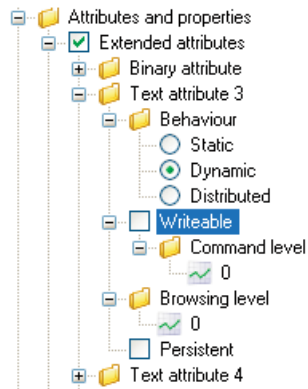 Attributes and properties
Extended attributes
Binary attribute
Text attribute 3
Behaviour
Static
Dynamic
Distributed
Writeable
Command level
0
Browsing level
0
Persistent
Text attribute 4